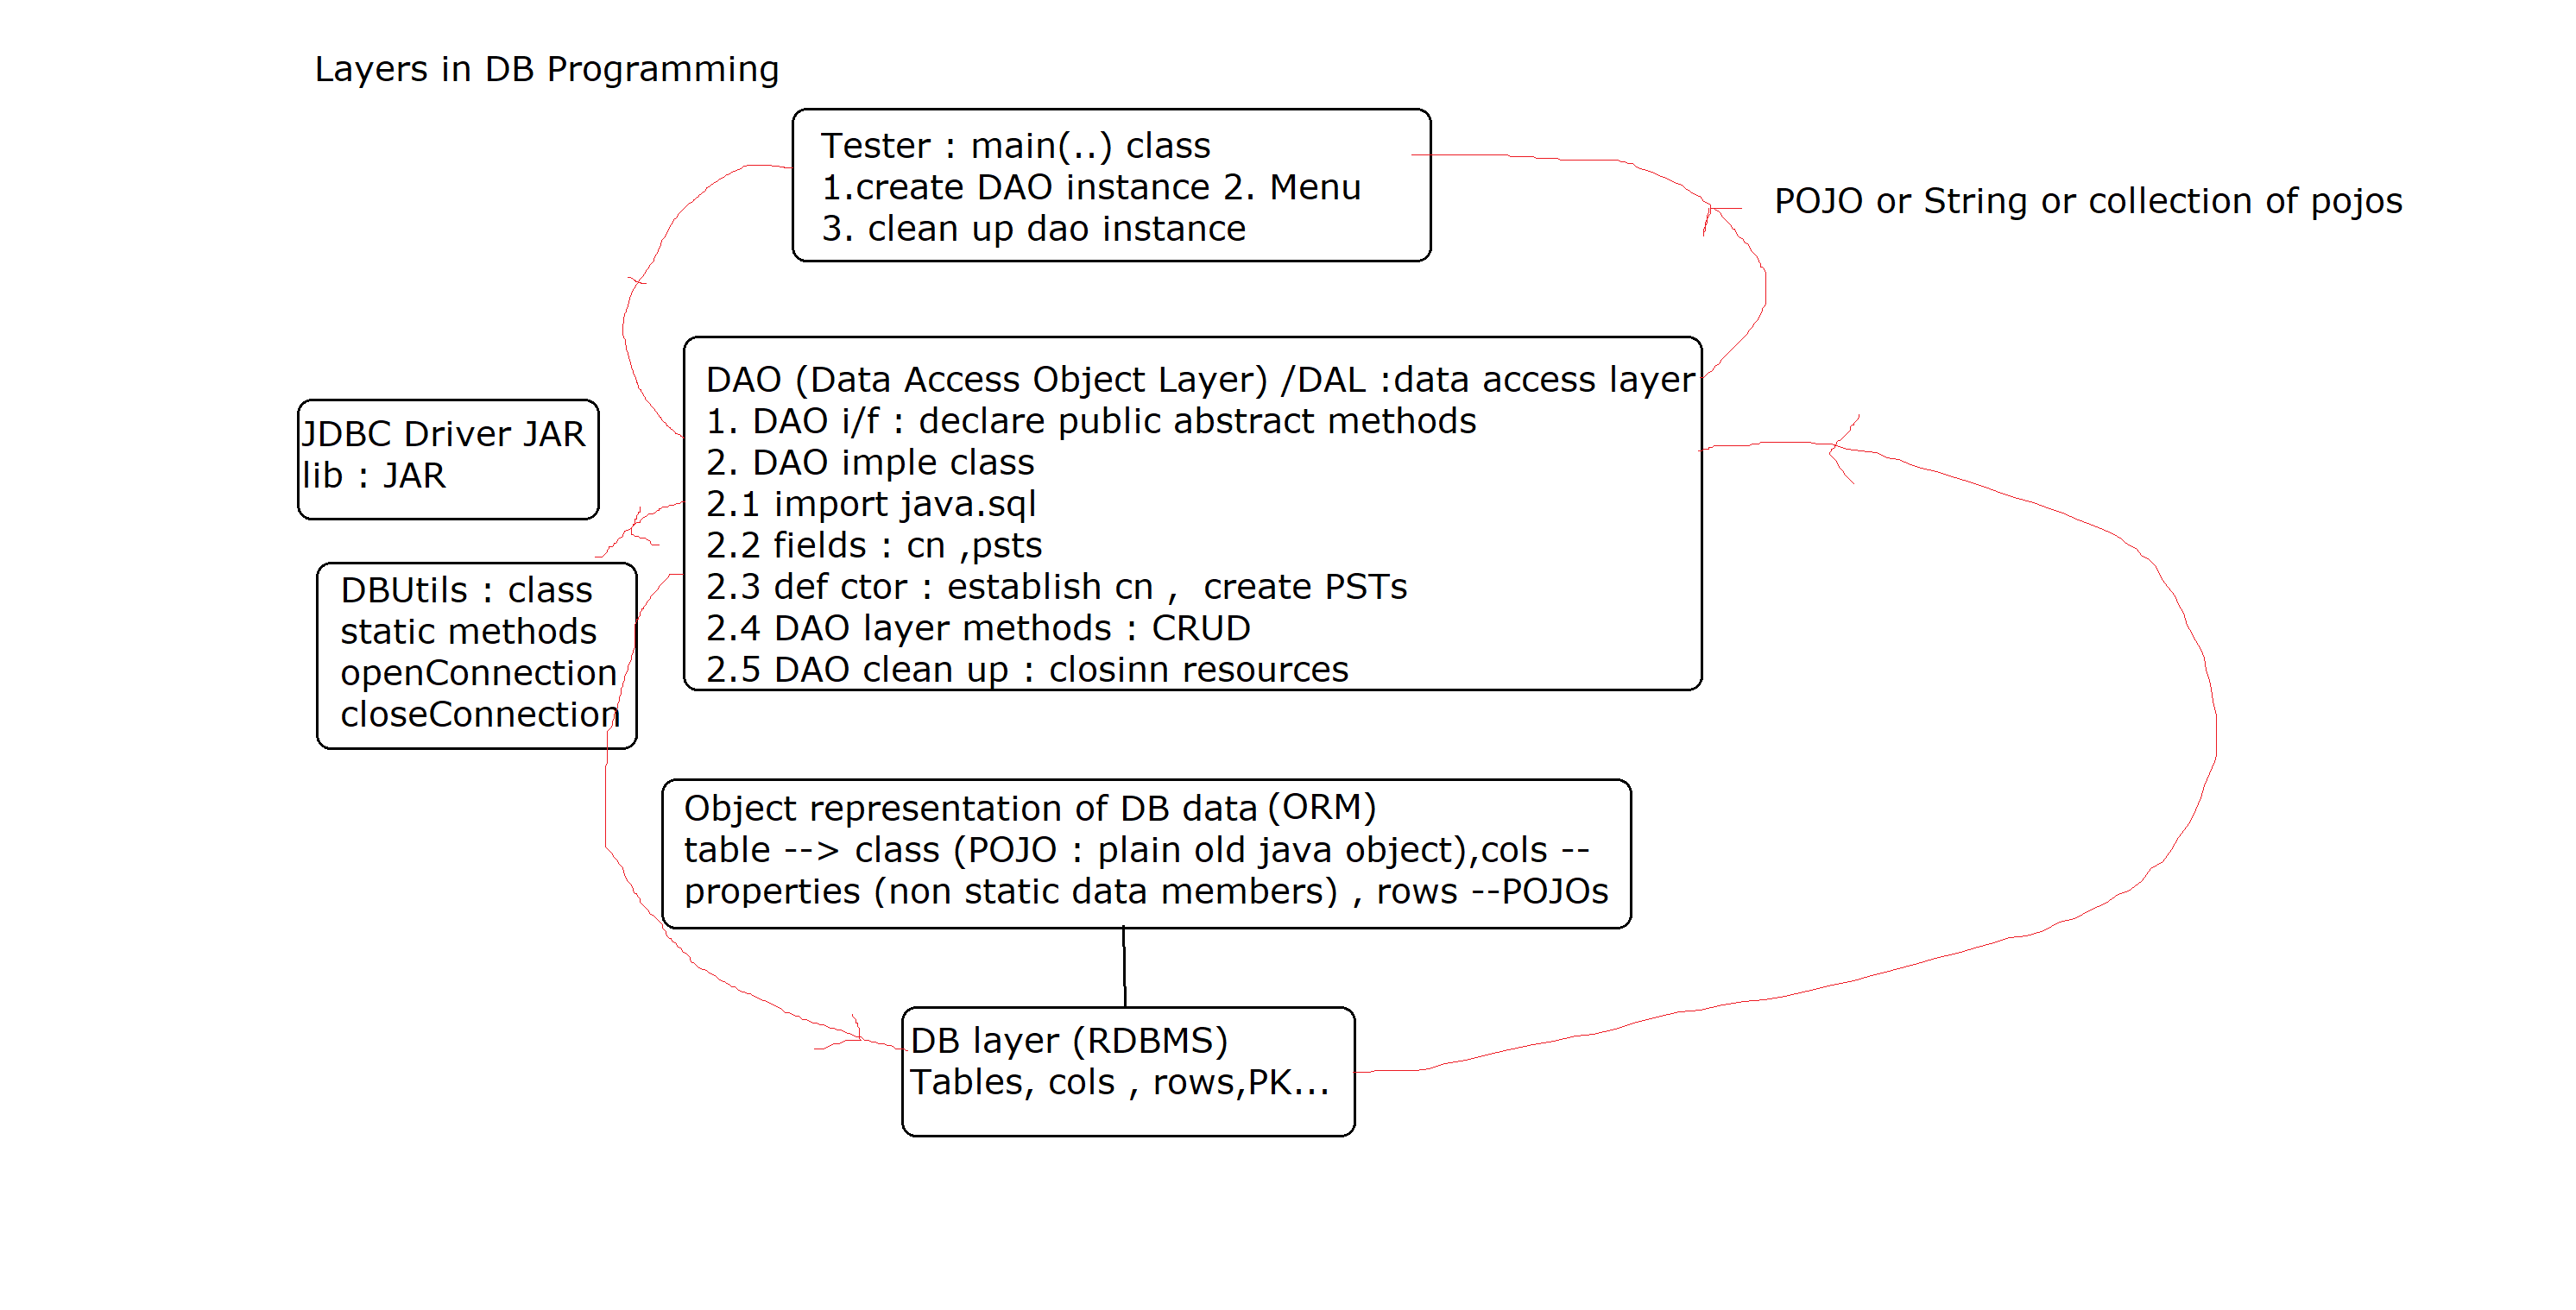 Layers in DB Programming
Tester : main(..) class
1.create DAO instance 2. Menu
3. clean up dao instance
POJO or String or collection of pojos
DAO (Data Access Object Layer) /DAL :data access layer
1. DAO i/f : declare public abstract methods
2. DAO imple class
2.1 import java.sql
2.2 fields : cn ,psts
2.3 def ctor : establish cn ,  create PSTs
2.4 DAO layer methods : CRUD
2.5 DAO clean up : closinn resources
JDBC Driver JAR
lib : JAR
DBUtils : class
static methods
openConnection
closeConnection
Object representation of DB data (ORM)
table --> class (POJO : plain old java object),cols --
properties (non static data members) , rows --POJOs
DB layer (RDBMS)
Tables, cols , rows,PK...